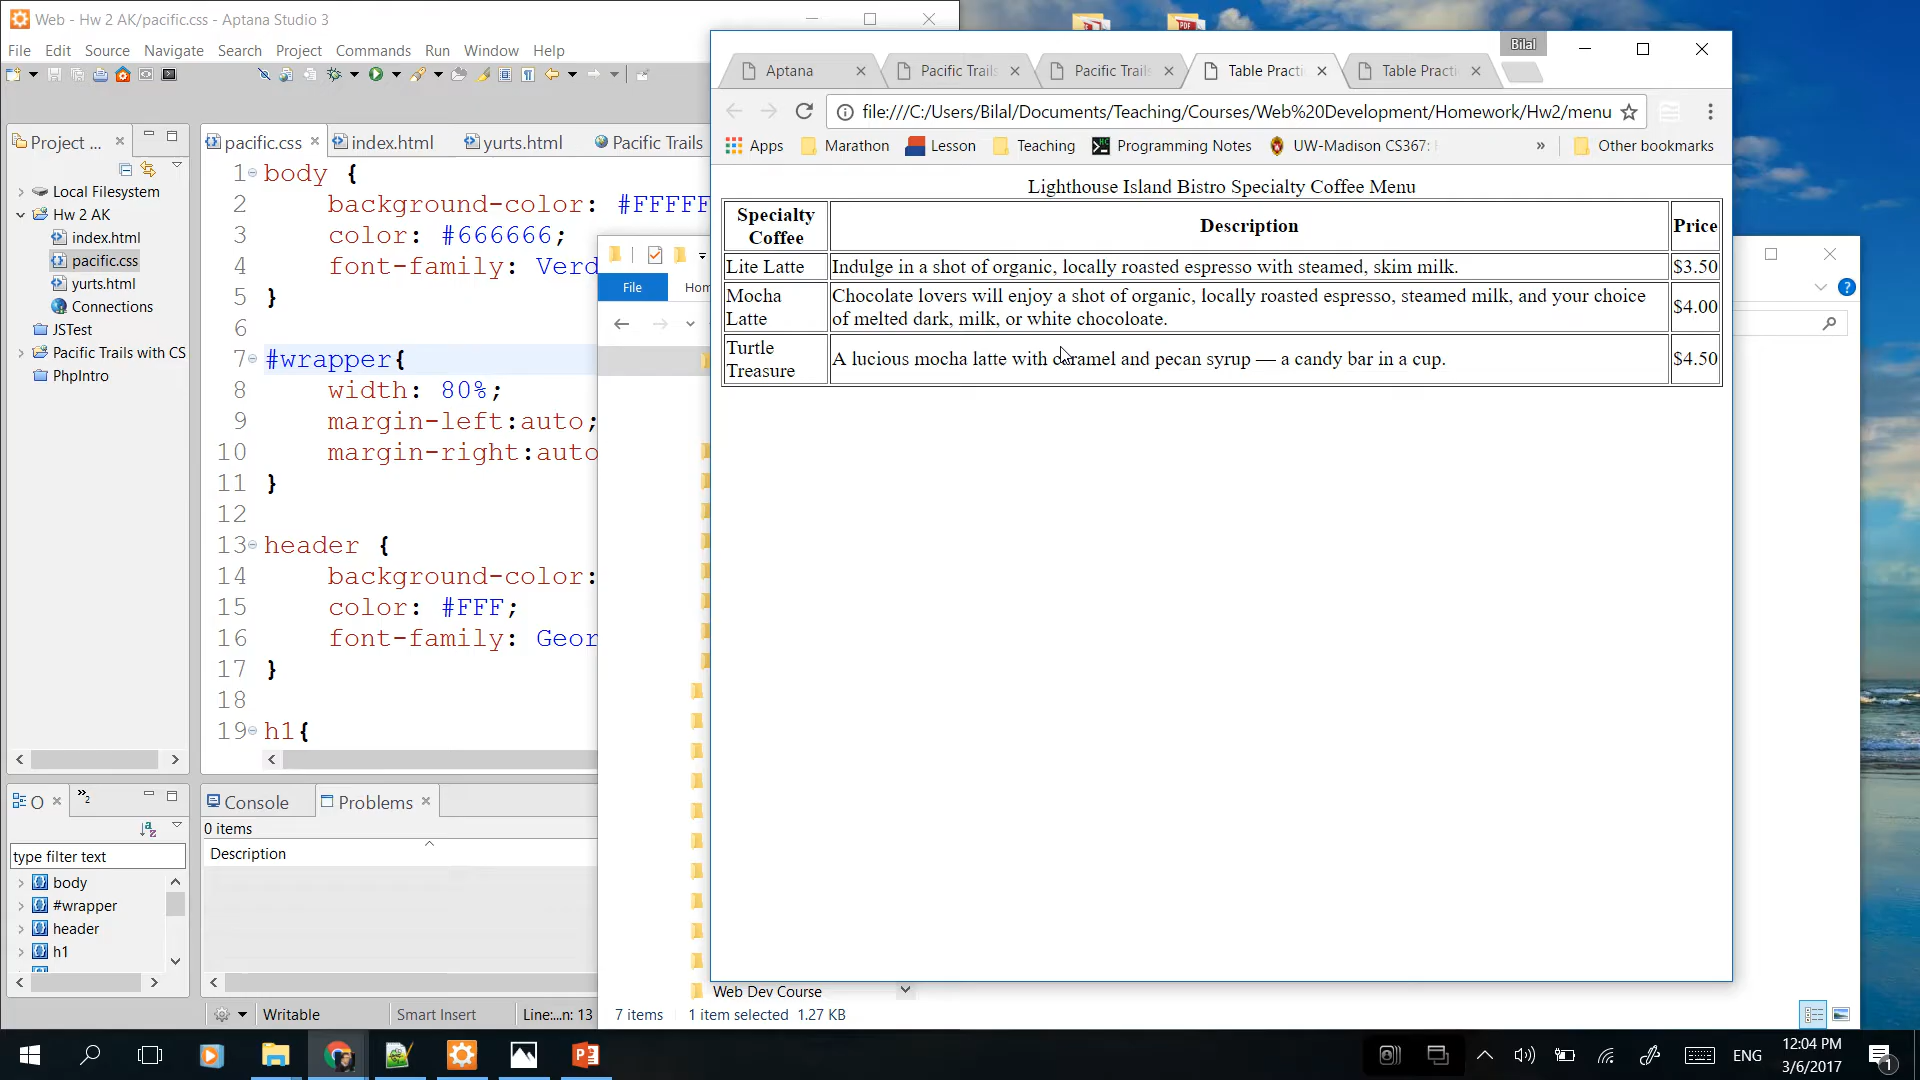 Web - Hw 2 AK/pacific.css - Aptana Studio 3
File Edit Source Navigate Search Project Commands Run Window Help
Project ...
Local Filesystem
Hw 2 AK
index.html
pacific.css
yurts.html
Connections
JSTest
Pacific Trails with CS
PhpIntro
pacific.css index.html yurts.html Pacific Trails
1 body {
2 background-color: #FFFFF
3 color: #666666;
4 font-family: Verd
5 }
6
7 #wrapper{
8 width: 80%;
9 margin-left:auto;
10 margin-right:auto
11 }
12
13 header {
14 background-color:
15 color: #FFF;
16 font-family: Geor
17 }
18
19 h1{
O
2
type filter text
body
#wrapper
header
h1
Console Problems
0 items
Description
Writable Smart Insert Line:...n: 13
File Hom
Web Dev Course
7 items 1 item selected 1.27 KB
Bilal
Aptana Pacific Trails Pacific Trails Table Practi Table Practi
file:///C:/Users/Bilal/Documents/Teaching/Courses/Web%20Development/Homework/Hw2/menu
Apps Marathon Lesson Teaching Programming Notes UW-Madison CS367: » Other bookmarks
Lighthouse Island Bistro Specialty Coffee Menu
Specialty Coffee Description Price
Lite Latte Indulge in a shot of organic, locally roasted espresso with steamed, skim milk. $3.50
Mocha Latte Chocolate lovers will enjoy a shot of organic, locally roasted espresso, steamed milk, and your choice of melted dark, milk, or white chocoloate. $4.00
Turtle Treasure A lucious mocha latte with caramel and pecan syrup — a candy bar in a cup. $4.50
ENG
12:04 PM
3/6/2017
1